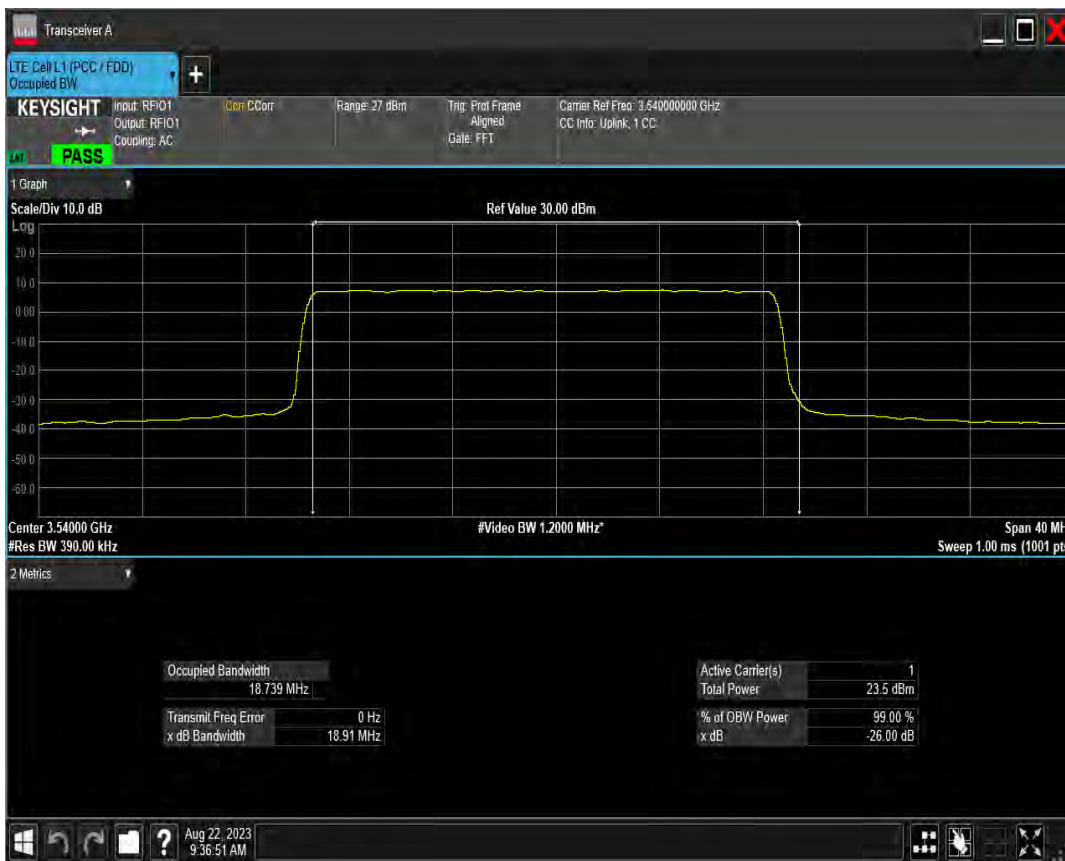 Transceiver A
LTE Cell L1 (PCC / FDD)
Occupied BW
+
KEYSIGHT
PASS
Input: RFIO1
Output: RFIO1
Coupling: AC
Corr CCorr
Range: 27 dBm
Trig: Prot Frame
Aligned
Gate: FFT
Carrier Ref Freq: 3.540000000 GHz
CC Info: Uplink, 1 CC
1 Graph
Scale/Div 10.0 dB
Ref Value 30.00 dBm
Log
20.0
10.0
0.00
-10.0
-20.0
-30.0
-40.0
-50.0
-60.0
Center 3.54000 GHz
#Video BW 1.2000 MHz*
Span 40 MH
#Res BW 390.00 kHz
Sweep 1.00 ms (1001 pt
2 Metrics
Occupied Bandwidth
18.739 MHz
Transmit Freq Error 0 Hz
x dB Bandwidth 18.91 MHz
Active Carrier(s) 1
Total Power 23.5 dBm
% of OBW Power 99.00 %
x dB -26.00 dB
?
Aug 22, 2023
9:36:51 AM